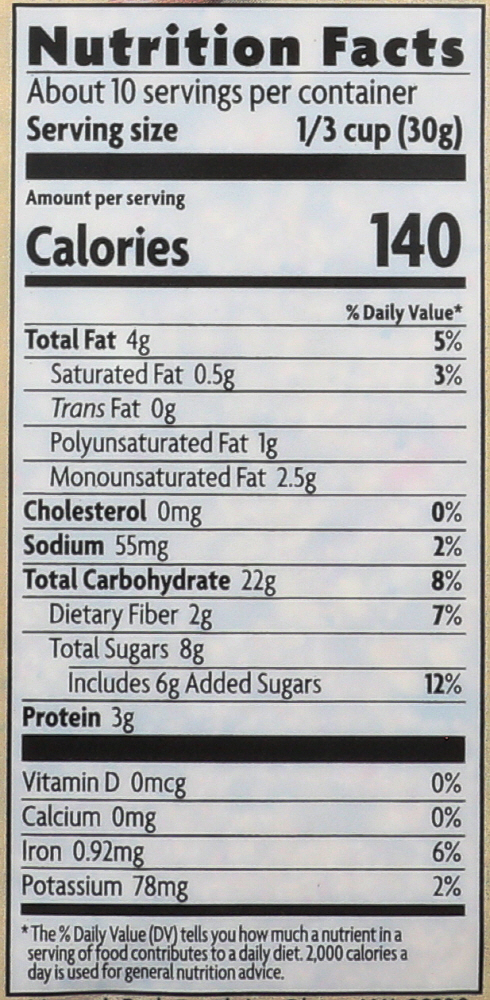 Nutrition Facts
About 10 servings per container
Serving size 1/3 cup (30g)
Amount per serving
Calories 140
% Daily Value*
Total Fat 4g 5%
Saturated Fat 0.5g 3%
Trans Fat 0g
Polyunsaturated Fat 1g
Monounsaturated Fat 2.5g
Cholesterol 0mg 0%
Sodium 55mg 2%
Total Carbohydrate 22g 8%
Dietary Fiber 2g 7%
Total Sugars 8g
Includes 6g Added Sugars 12%
Protein 3g
Vitamin D 0mcg 0%
Calcium 0mg 0%
Iron 0.92mg 6%
Potassium 78mg 2%
*The % Daily Value (DV) tells you how much a nutrient in a
serving of food contributes to a daily diet. 2,000 calories a
day is used for general nutrition advice.